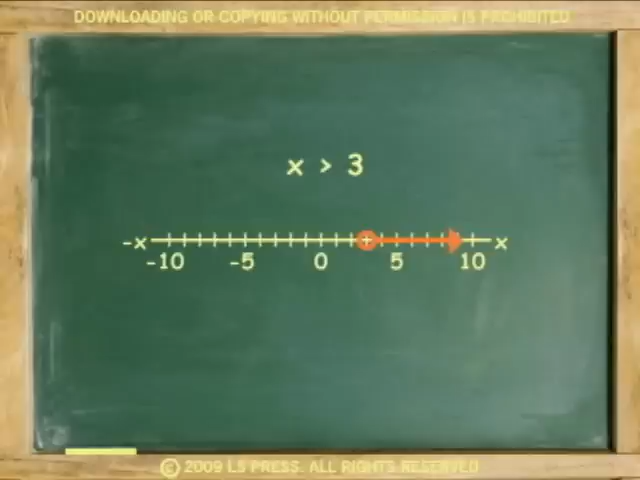 DOWNLOADING OR COPYING WITHOUT PERMISSION IS PROHIBITED
x > 3
-x x
-10 -5 0 5 10
© 2009 LS PRESS. ALL RIGHTS RESERVED